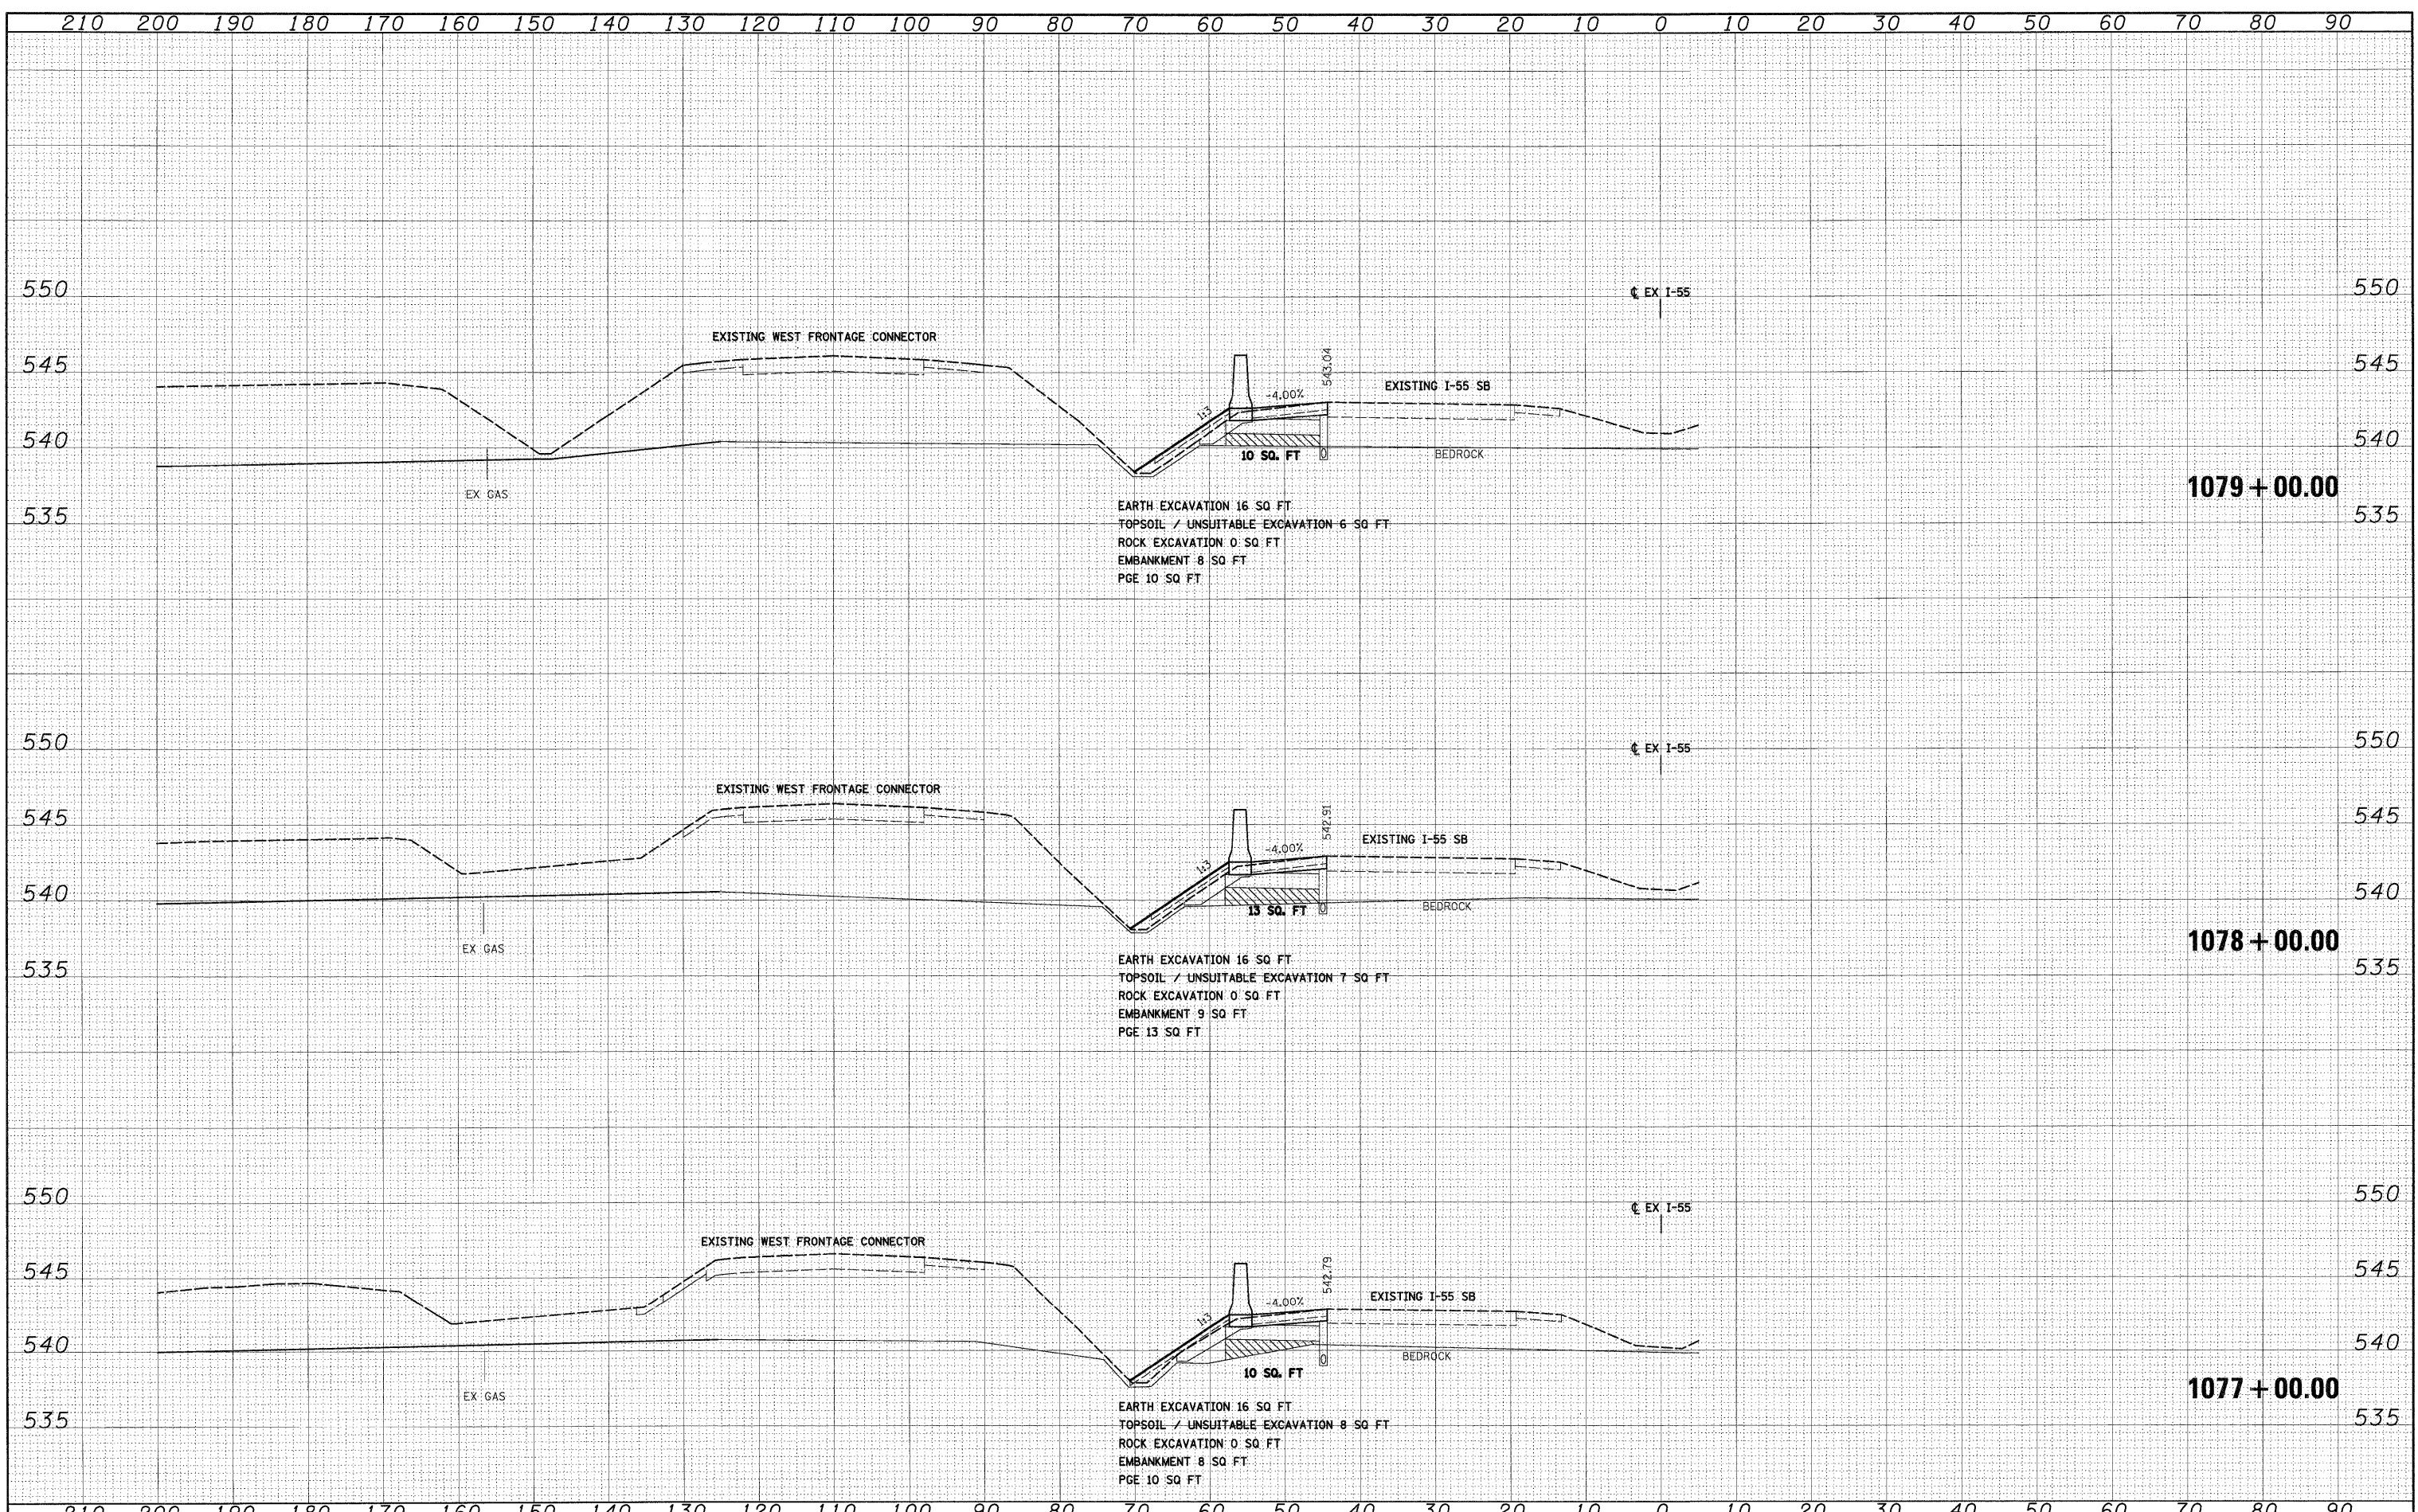 210 200 190 180 170 160 150 140 130 120 110 100 90 80 70 60 50 40 30 20 10 0 10 20 30 40 50 60 70 80 90
550 550
℄ EX I-55
EXISTING WEST FRONTAGE CONNECTOR
545 545
543.04
-4.00%
EXISTING I-55 SB
1:3
540 540
10 SQ. FT
BEDROCK
EX GAS
1079+00.00
535 535
EARTH EXCAVATION 16 SQ FT
TOPSOIL / UNSUITABLE EXCAVATION 6 SQ FT
ROCK EXCAVATION 0 SQ FT
EMBANKMENT 8 SQ FT
PGE 10 SQ FT
550 550
℄ EX I-55
EXISTING WEST FRONTAGE CONNECTOR
545 545
542.91
-4.00%
EXISTING I-55 SB
1:3
540 540
13 SQ. FT
BEDROCK
EX GAS
1078+00.00
535 535
EARTH EXCAVATION 16 SQ FT
TOPSOIL / UNSUITABLE EXCAVATION 7 SQ FT
ROCK EXCAVATION 0 SQ FT
EMBANKMENT 9 SQ FT
PGE 13 SQ FT
550 550
℄ EX I-55
EXISTING WEST FRONTAGE CONNECTOR
545 545
542.79
-4.00%
EXISTING I-55 SB
1:3
540 540
10 SQ. FT
BEDROCK
EX GAS
1077+00.00
535 535
EARTH EXCAVATION 16 SQ FT
TOPSOIL / UNSUITABLE EXCAVATION 8 SQ FT
ROCK EXCAVATION 0 SQ FT
EMBANKMENT 8 SQ FT
PGE 10 SQ FT
210 200 190 180 170 160 150 140 130 120 110 100 90 80 70 60 50 40 30 20 10 0 10 20 30 40 50 60 70 80 90